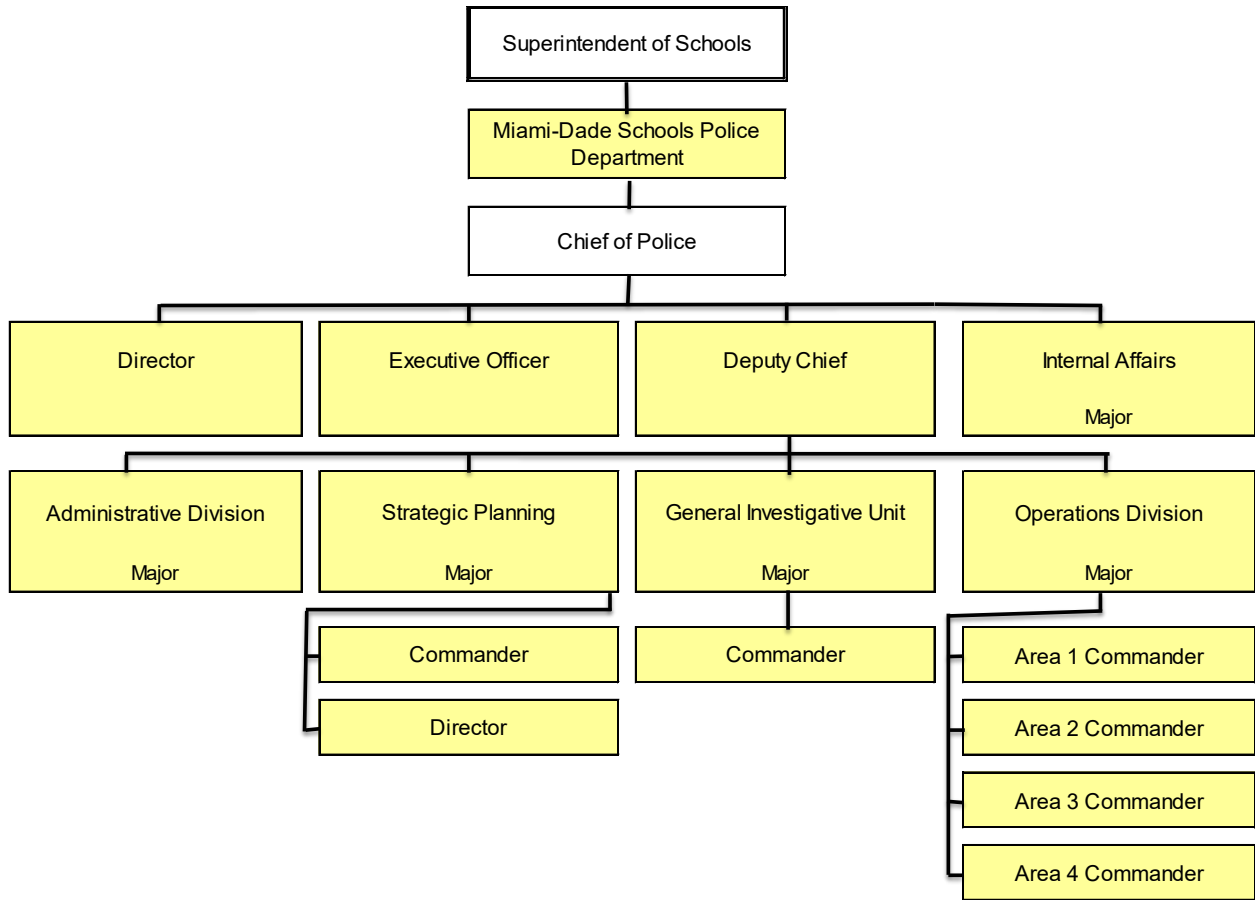 Superintendent of Schools
Miami-Dade Schools Police
Department
Chief of Police
Director
Executive Officer
Deputy Chief
Internal Affairs
Major
Administrative Division
Major
Strategic Planning
Major
General Investigative Unit
Major
Operations Division
Major
Commander
Director
Commander
Area 1 Commander
Area 2 Commander
Area 3 Commander
Area 4 Commander